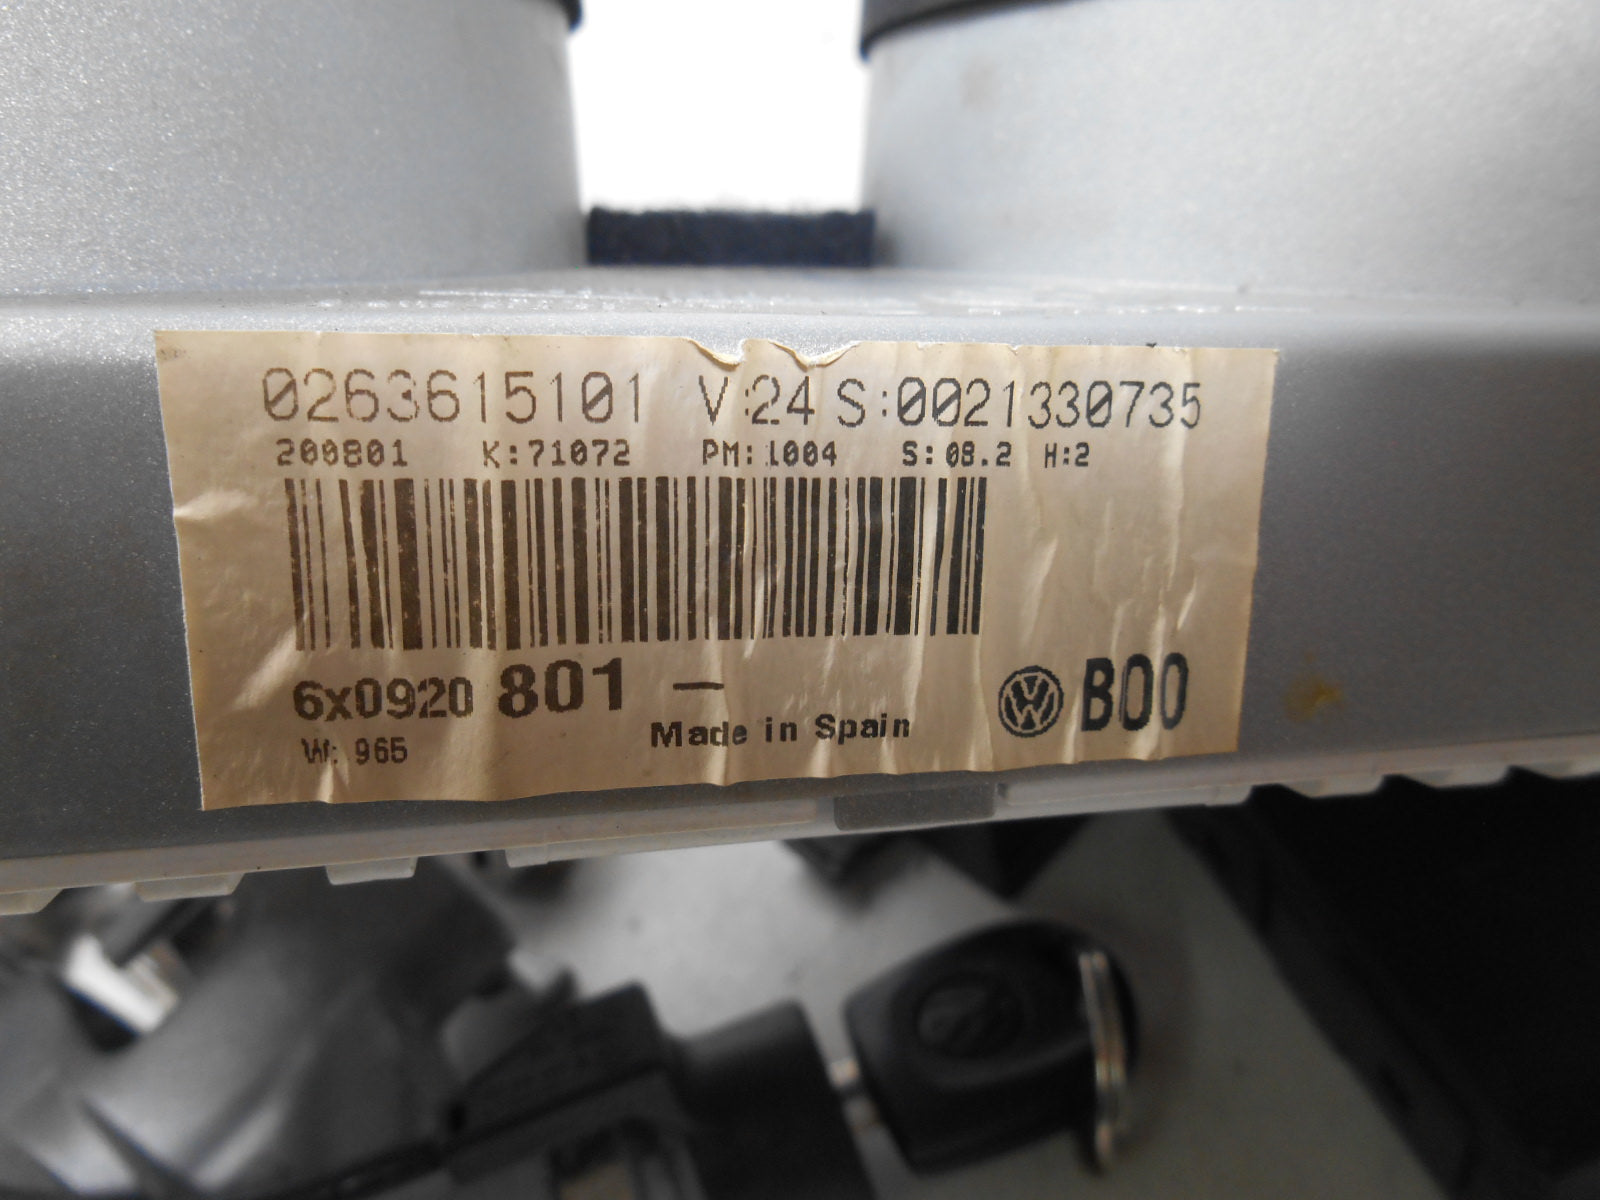 0263615101 V:24 S:0021330735
200801 K:71072 PM:1004 S:08.2 H:2
6x0920 801 –
Made in Spain
B00
W: 965